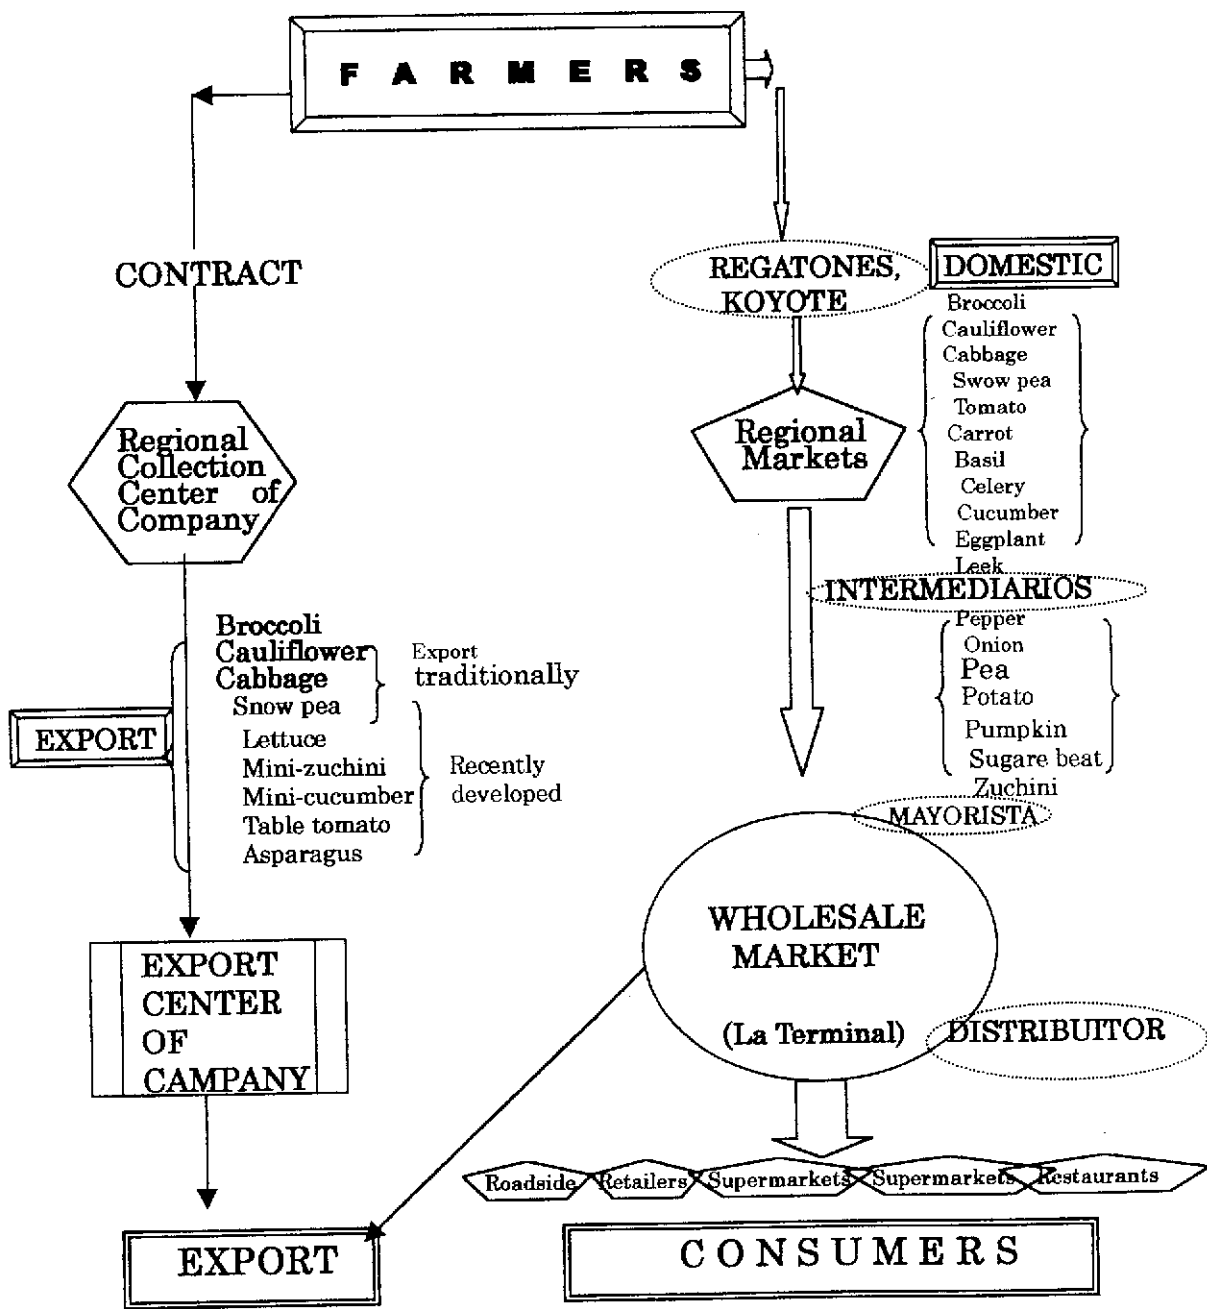 F A R M E R S
CONTRACT
Regional
Collection
Center of
Company
Broccoli
Cauliflower
Cabbage
Snow pea
Export
traditionally
EXPORT
Lettuce
Mini-zuchini
Mini-cucumber
Table tomato
Asparagus
Recently
developed
EXPORT
CENTER
OF
CAMPANY
EXPORT
REGATONES,
KOYOTE
DOMESTIC
Broccoli
Cauliflower
Cabbage
Swow pea
Tomato
Carrot
Basil
Celery
Cucumber
Eggplant
Leek
Regional
Markets
INTERMEDIARIOS
Pepper
Onion
Pea
Potato
Pumpkin
Sugare beat
Zuchini
MAYORISTA
WHOLESALE
MARKET
(La Terminal)
DISTRIBUITOR
Roadside Retailers Supermarkets Supermarkets Restaurants
C O N S U M E R S